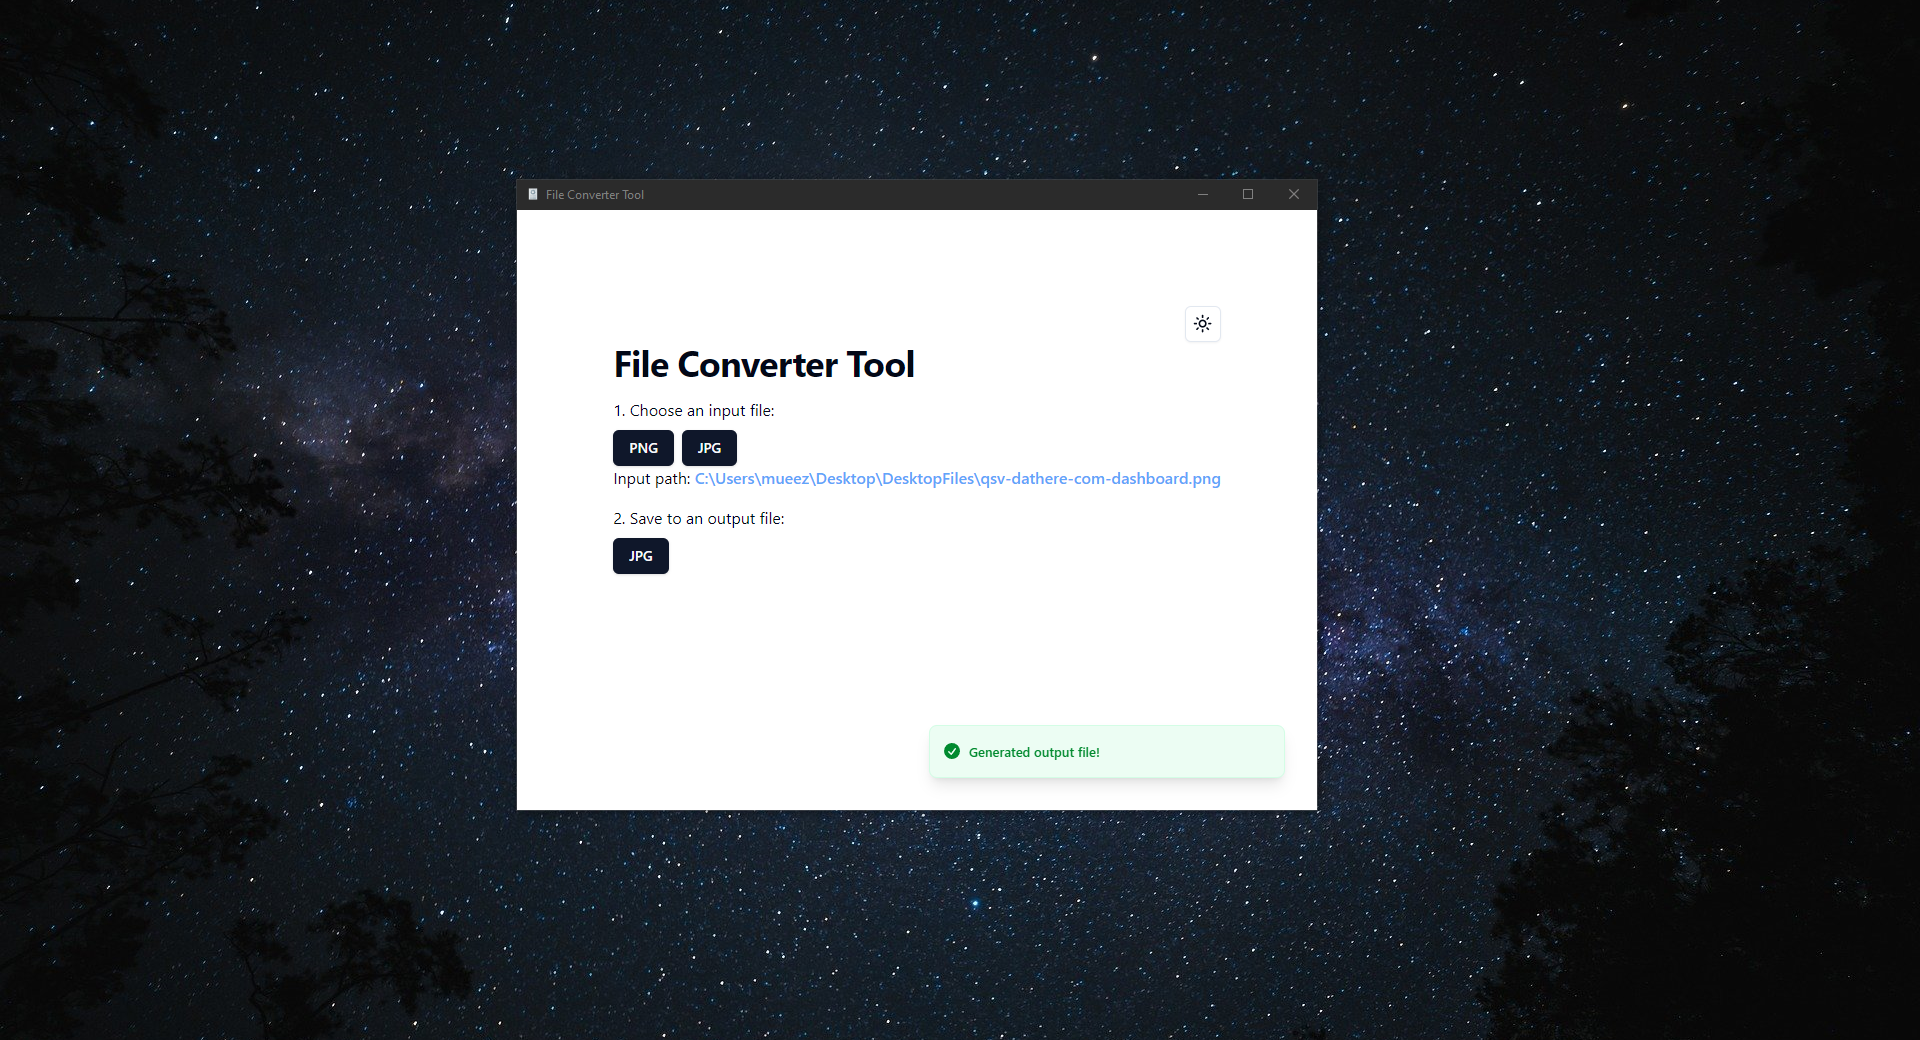 File Converter Tool
File Converter Tool
1. Choose an input file:
PNG JPG
Input path: C:\Users\mueez\Desktop\DesktopFiles\qsv-dathere-com-dashboard.png
2. Save to an output file:
JPG
Generated output file!